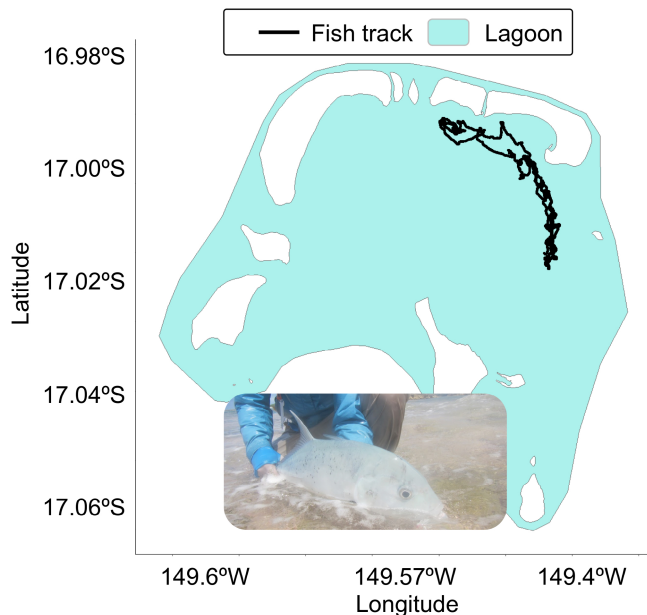 Fish track Lagoon
16.98ºS
17.00ºS
17.02ºS
17.04ºS
17.06ºS
Latitude
149.6ºW 149.57ºW 149.4ºW
Longitude